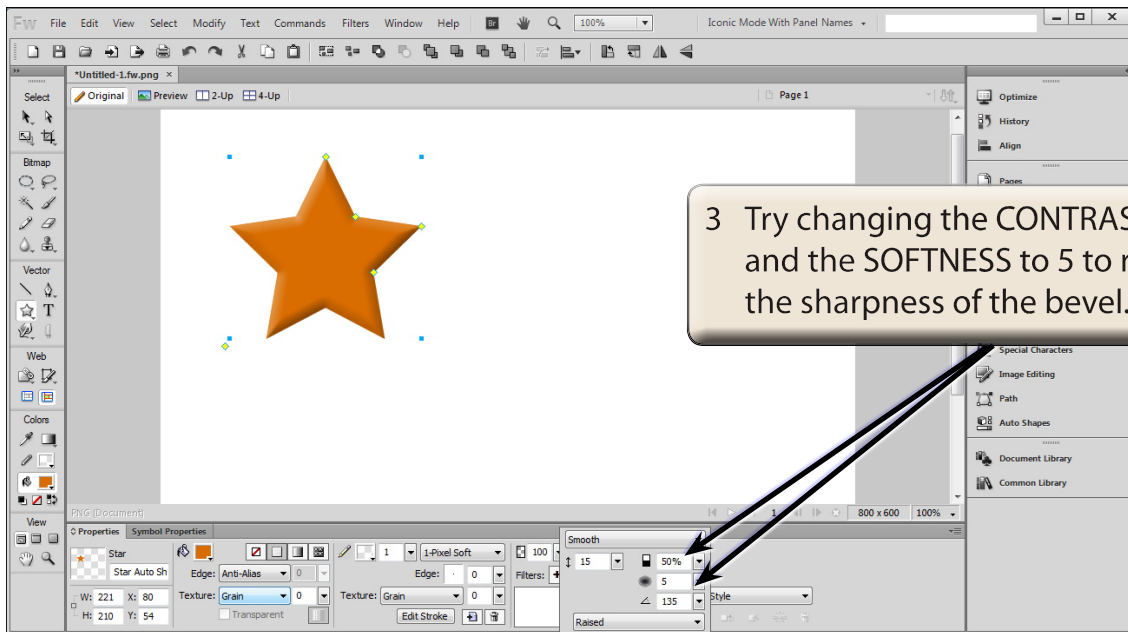 Fw File Edit View Select Modify Text Commands Filters Window Help Br 100% Iconic Mode With Panel Names
*Untitled-1.fw.png ×
Select
Original Preview 2-Up 4-Up Page 1
Bitmap
Vector
T
Web
Colors
View
Optimize
History
Align
Pages
3 Try changing the CONTRAS
and the SOFTNESS to 5 to r
the sharpness of the bevel.
Special Characters
Image Editing
Path
Auto Shapes
Document Library
Common Library
PNG (Document) 1 800 x 600 100%
Properties Symbol Properties
Star
Star Auto Sh
W: 221 X: 80
H: 210 Y: 54
Edge: Anti-Alias 0
Texture: Grain 0
Transparent
1 1-Pixel Soft
Edge: 0
Texture: Grain 0
Edit Stroke
100
Filters:
Smooth
15 50%
5
135
Raised
Style